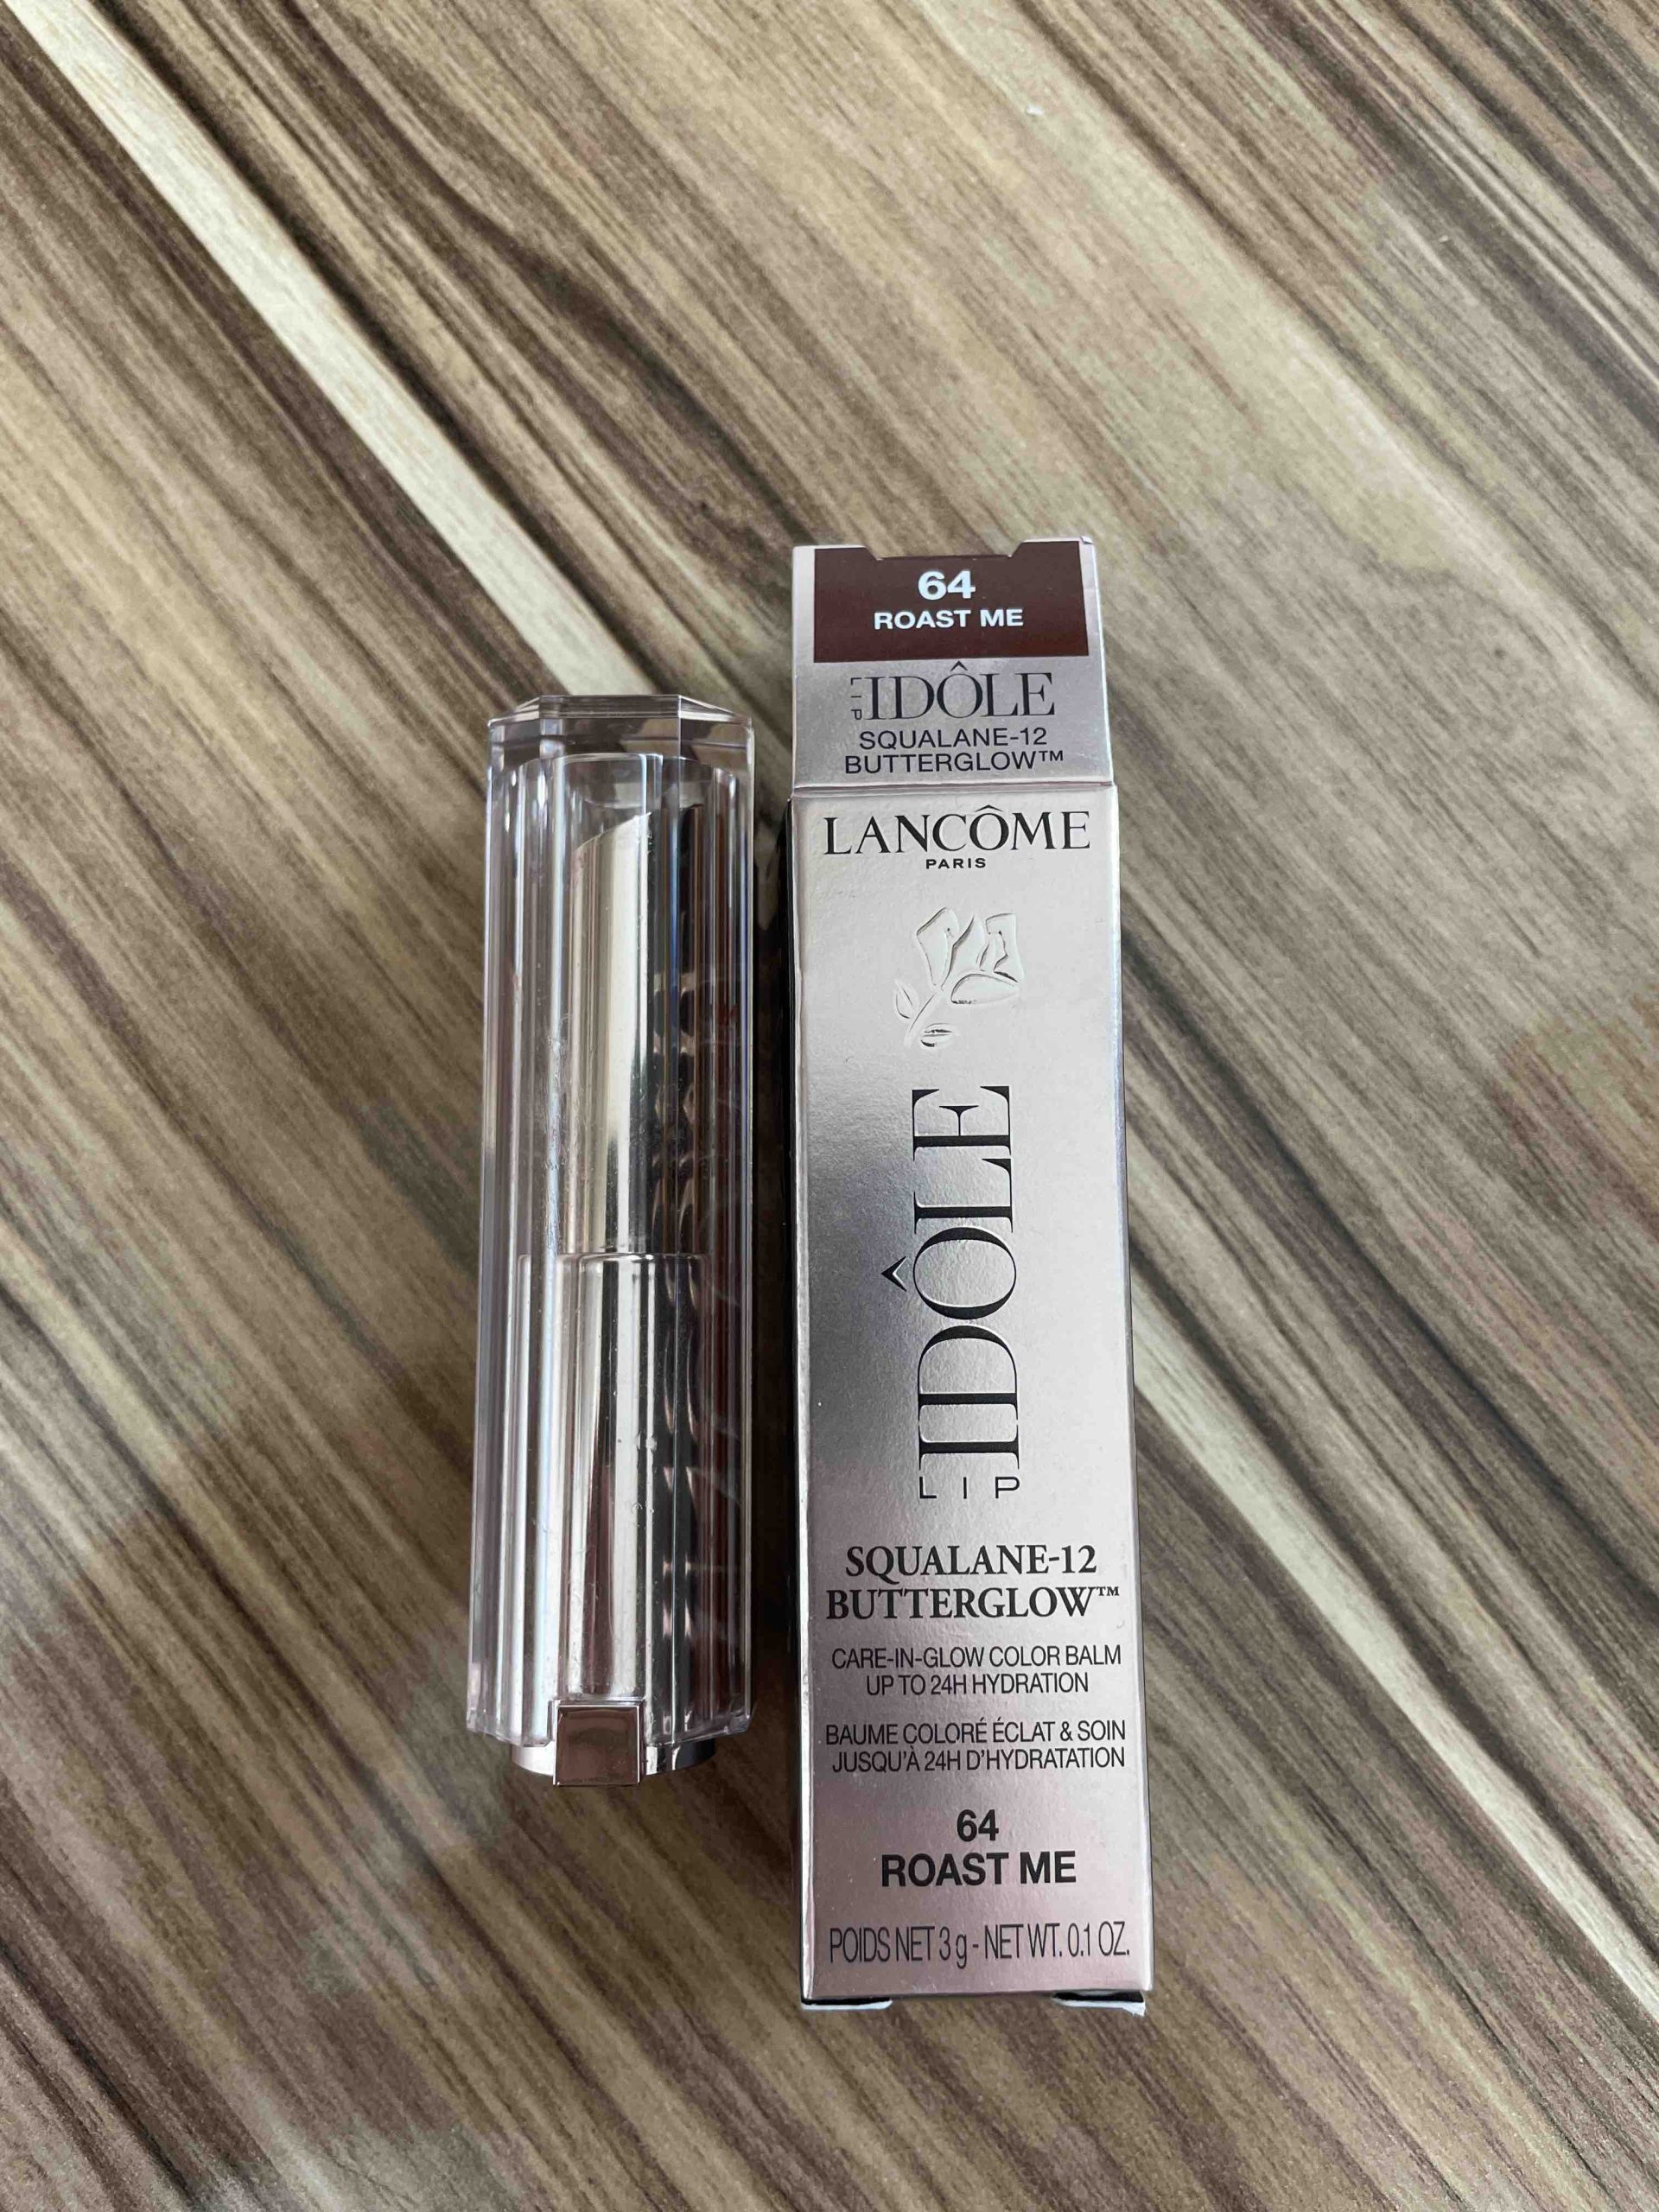 64
ROAST ME
LIP IDÔLE
SQUALANE-12
BUTTERGLOW™
LANCÔME
PARIS
LIP IDÔLE
SQUALANE-12
BUTTERGLOW™
CARE-IN-GLOW COLOR BALM
UP TO 24H HYDRATION
BAUME COLORÉ ÉCLAT & SOIN
JUSQU'À 24H D'HYDRATATION
64
ROAST ME
POIDS NET 3 g - NET WT. 0.1 OZ.